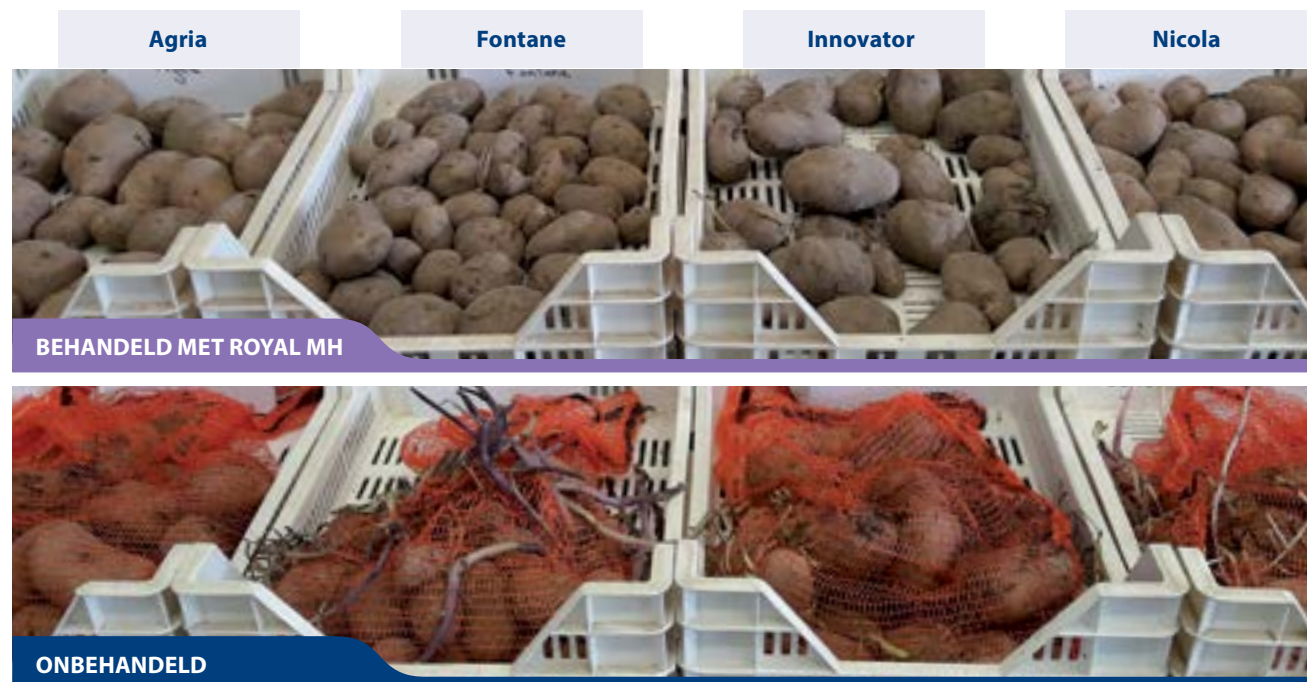 Agria
Fontane
Innovator
Nicola
BEHANDELD MET ROYAL MH
ONBEHANDELD